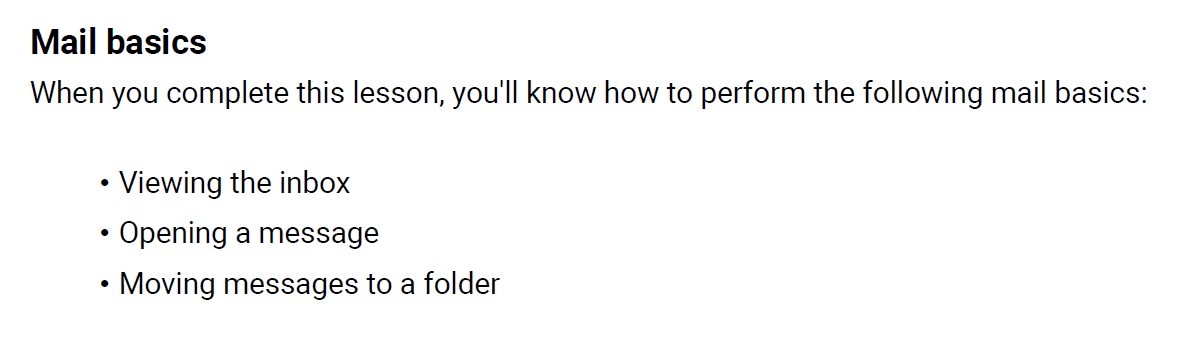 Mail basics
When you complete this lesson, you'll know how to perform the following mail basics:
• Viewing the inbox
• Opening a message
• Moving messages to a folder